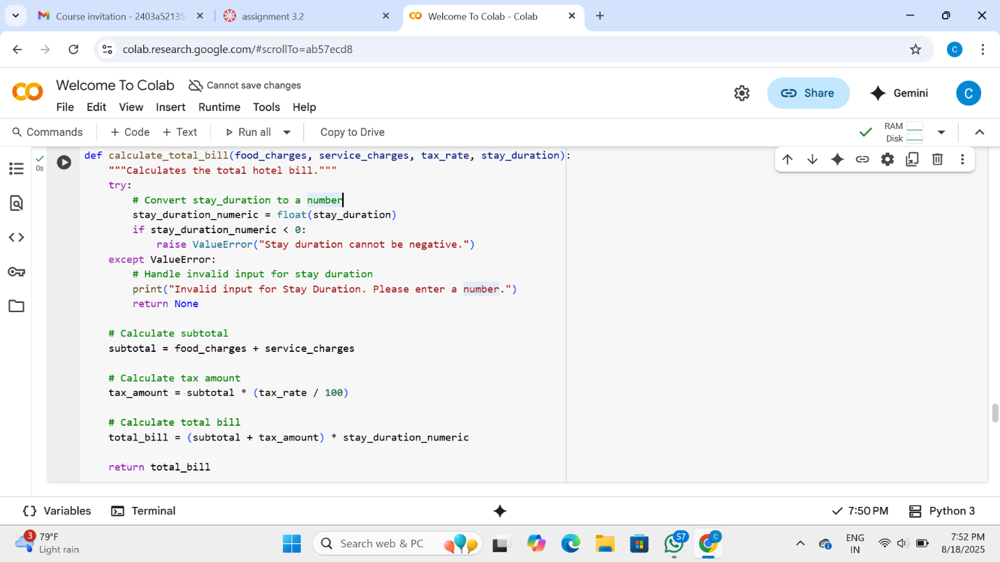 Course invitation - 2403a52135
assignment 3.2
Welcome To Colab - Colab
colab.research.google.com/#scrollTo=ab57ecd8
C
CO
Welcome To Colab
Cannot save changes
File Edit View Insert Runtime Tools Help
Share
Gemini
C
Commands
+ Code + Text
Run all
Copy to Drive
RAM
Disk
0s
def calculate_total_bill(food_charges, service_charges, tax_rate, stay_duration):
    """Calculates the total hotel bill."""
    try:
        # Convert stay_duration to a number
        stay_duration_numeric = float(stay_duration)
        if stay_duration_numeric < 0:
            raise ValueError("Stay duration cannot be negative.")
    except ValueError:
        # Handle invalid input for stay duration
        print("Invalid input for Stay Duration. Please enter a number.")
        return None

    # Calculate subtotal
    subtotal = food_charges + service_charges

    # Calculate tax amount
    tax_amount = subtotal * (tax_rate / 100)

    # Calculate total bill
    total_bill = (subtotal + tax_amount) * stay_duration_numeric

    return total_bill
Variables
Terminal
7:50 PM
Python 3
3
79°F
Light rain
Search web & PC
57
C
ENG
IN
7:52 PM
8/18/2025